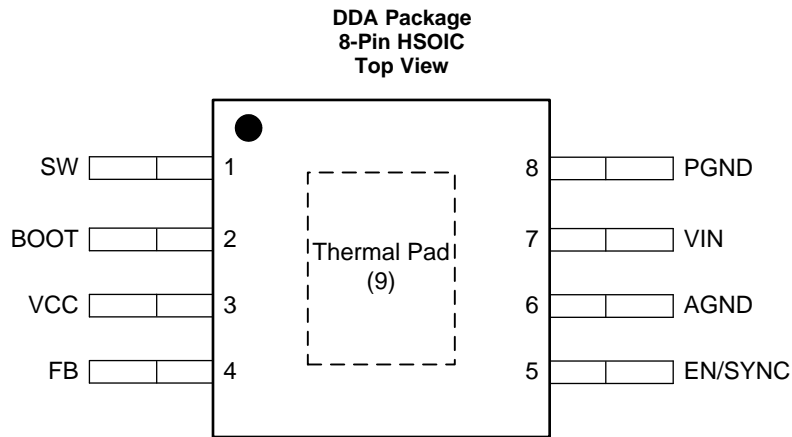 DDA Package
8-Pin HSOIC
Top View
SW 1 8 PGND
BOOT 2 7 VIN
Thermal Pad
(9)
VCC 3 6 AGND
FB 4 5 EN/SYNC